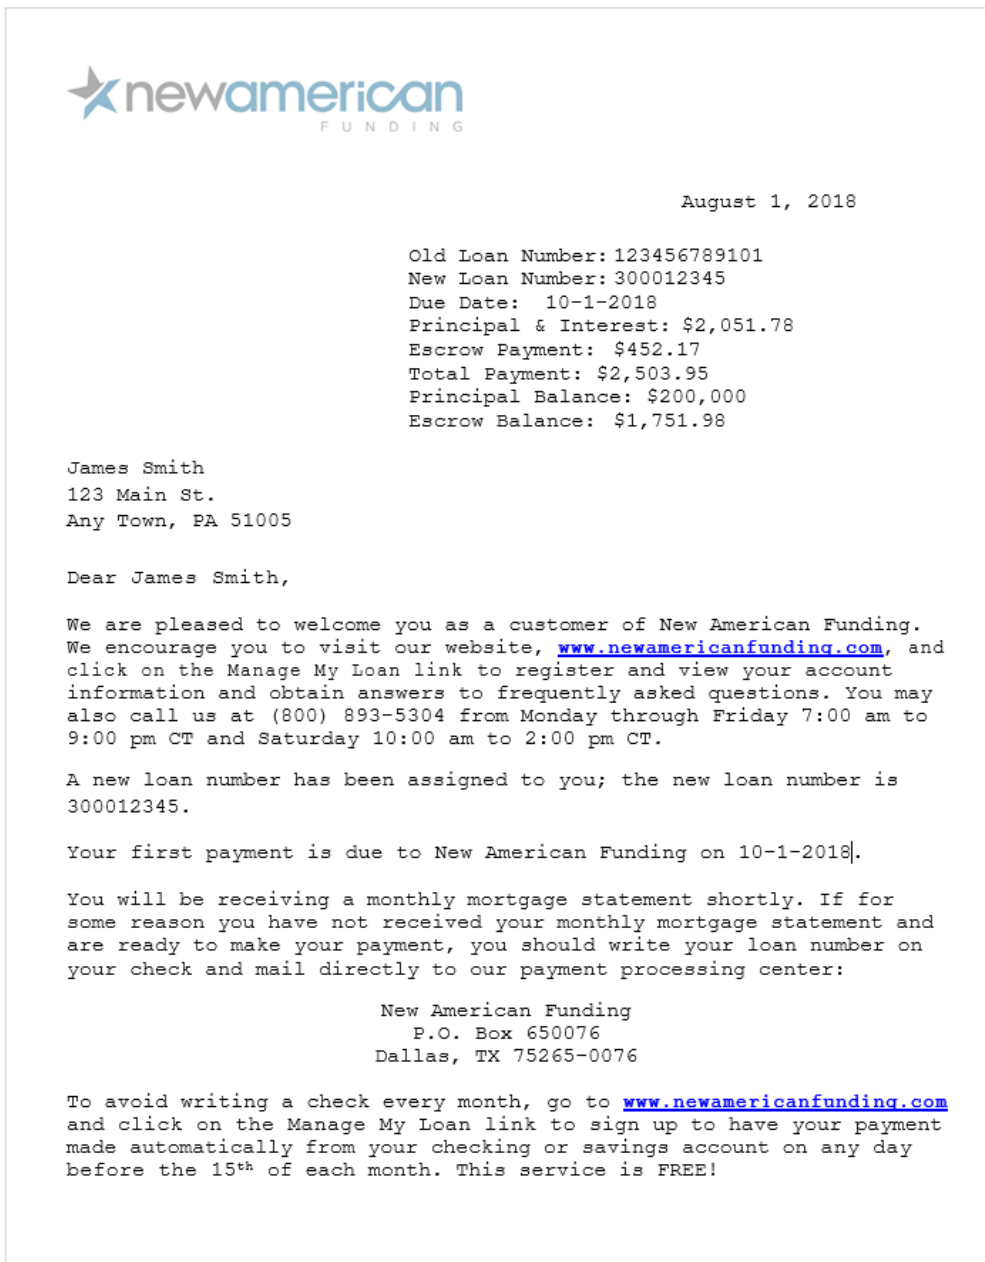 newamerican
FUNDING
August 1, 2018
Old Loan Number: 123456789101
New Loan Number: 300012345
Due Date: 10-1-2018
Principal & Interest: $2,051.78
Escrow Payment: $452.17
Total Payment: $2,503.95
Principal Balance: $200,000
Escrow Balance: $1,751.98
James Smith
123 Main St.
Any Town, PA 51005
Dear James Smith,
We are pleased to welcome you as a customer of New American Funding.
We encourage you to visit our website, www.newamericanfunding.com, and
click on the Manage My Loan link to register and view your account
information and obtain answers to frequently asked questions. You may
also call us at (800) 893-5304 from Monday through Friday 7:00 am to
9:00 pm CT and Saturday 10:00 am to 2:00 pm CT.
A new loan number has been assigned to you; the new loan number is
300012345.
Your first payment is due to New American Funding on 10-1-2018.
You will be receiving a monthly mortgage statement shortly. If for
some reason you have not received your monthly mortgage statement and
are ready to make your payment, you should write your loan number on
your check and mail directly to our payment processing center:
New American Funding
P.O. Box 650076
Dallas, TX 75265-0076
To avoid writing a check every month, go to www.newamericanfunding.com
and click on the Manage My Loan link to sign up to have your payment
made automatically from your checking or savings account on any day
before the 15th of each month. This service is FREE!